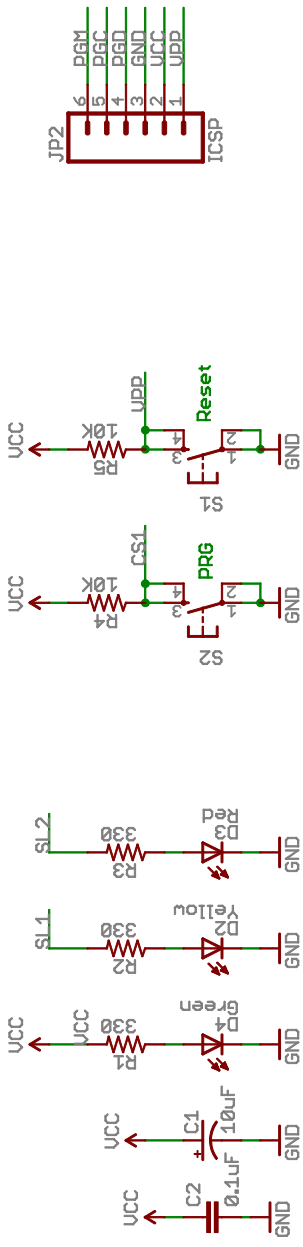 PGM
PGC
PGD
GND
VCC
VPP
6
5
4
3
2
1
JP2
ICSP
VCC
R5
10K
VPP
4
3
2
1
Reset
S1
GND
VCC
R4
10K
CS1
4
3
2
1
PRG
S2
GND
SL2
R3
330
D3
Red
GND
SL1
R2
330
D2
Yellow
GND
VCC
VCC
R1
330
D4
Green
GND
VCC
C1
+
10uF
GND
VCC
C2
0.1uF
GND